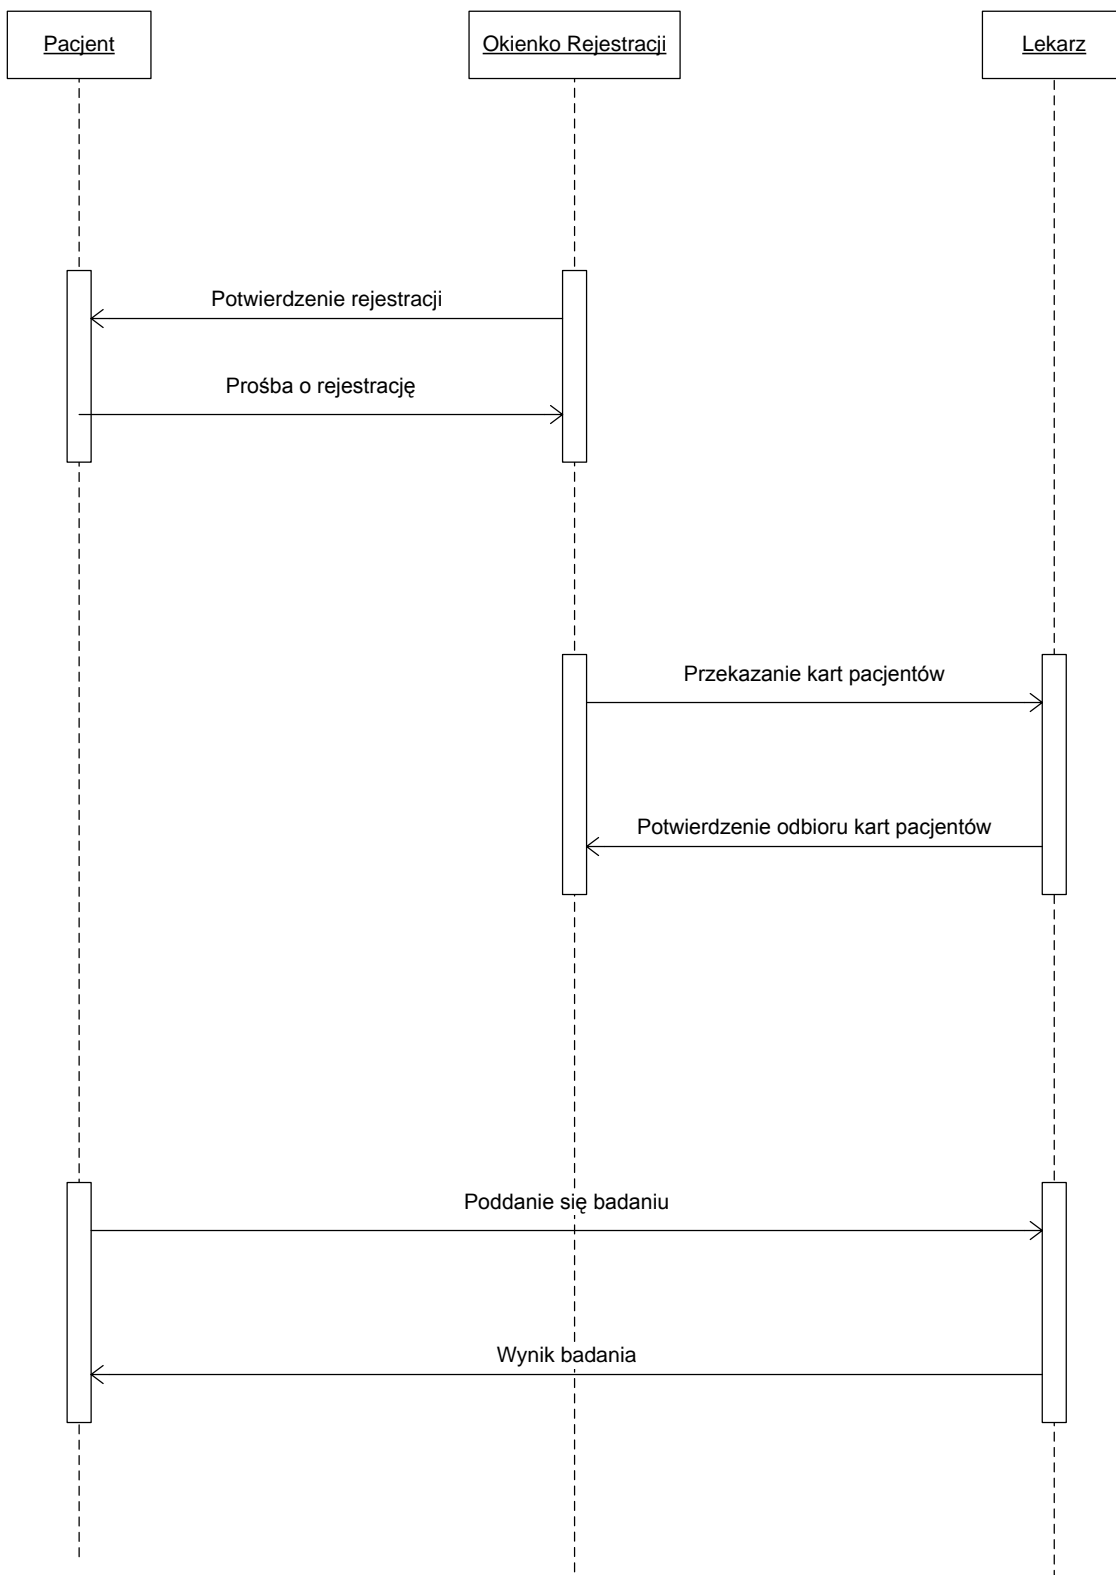 Pacjent
Okienko Rejestracji
Lekarz
Potwierdzenie rejestracji
Prośba o rejestrację
Przekazanie kart pacjentów
Potwierdzenie odbioru kart pacjentów
Poddanie się badaniu
Wynik badania